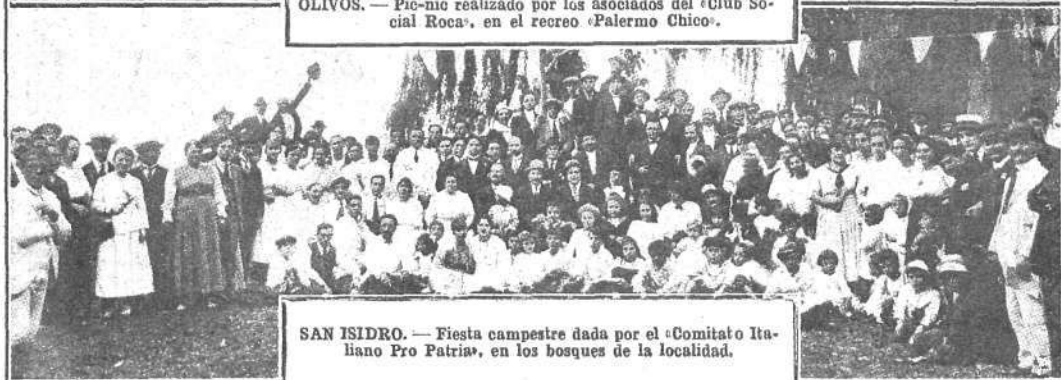 OLIVOS. — Pic-nic realizado por los asociados del «Club So-
cial Roca», en el recreo «Palermo Chico».
SAN ISIDRO. — Fiesta campestre dada por el «Comitato Ita-
liano Pro Patria», en los bosques de la localidad.